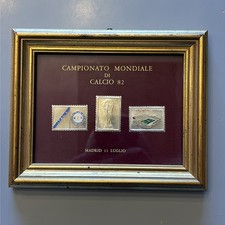 CAMPIONATO MONDIALE
DI
CALCIO 82
MADRID 11 LUGLIO